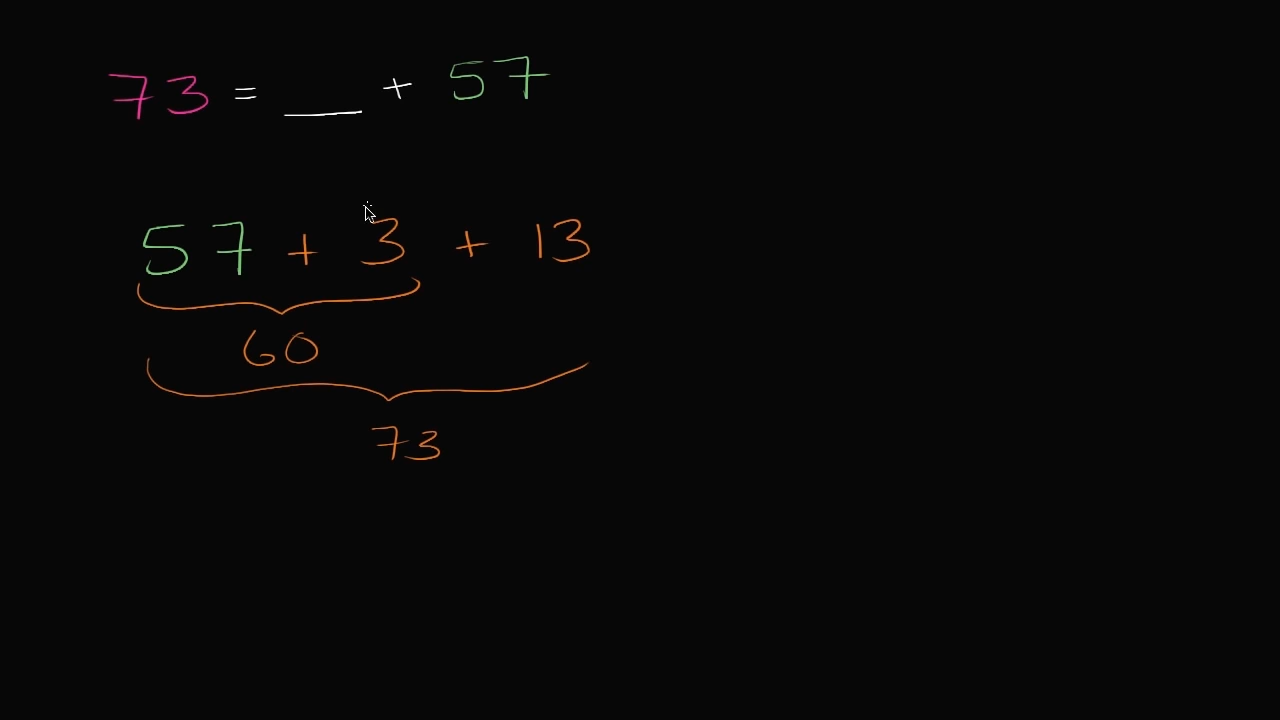 73 = ___ + 57
57 + 3 + 13
60
73